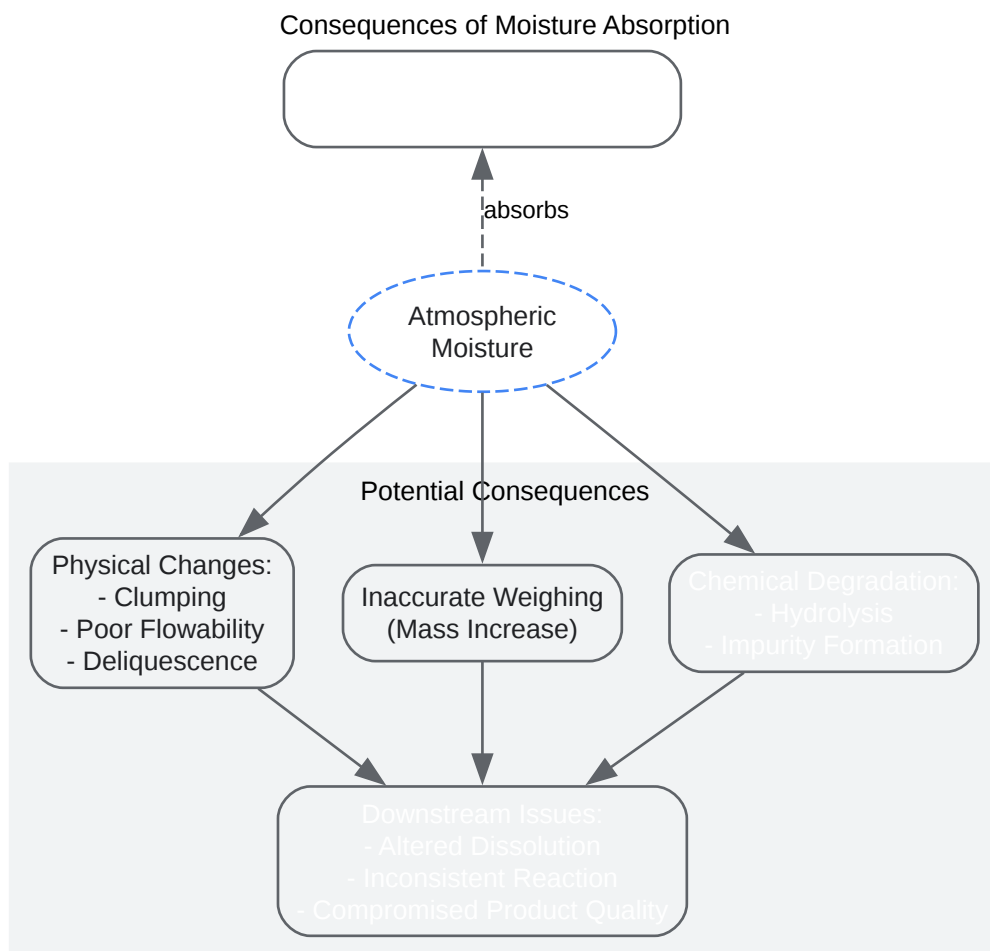 Consequences of Moisture Absorption
absorbs
Atmospheric
Moisture
Potential Consequences
Physical Changes:
- Clumping
- Poor Flowability
- Deliquescence
Inaccurate Weighing
(Mass Increase)
Chemical Degradation:
- Hydrolysis
- Impurity Formation
Downstream Issues:
- Altered Dissolution
- Inconsistent Reaction
- Compromised Product Quality